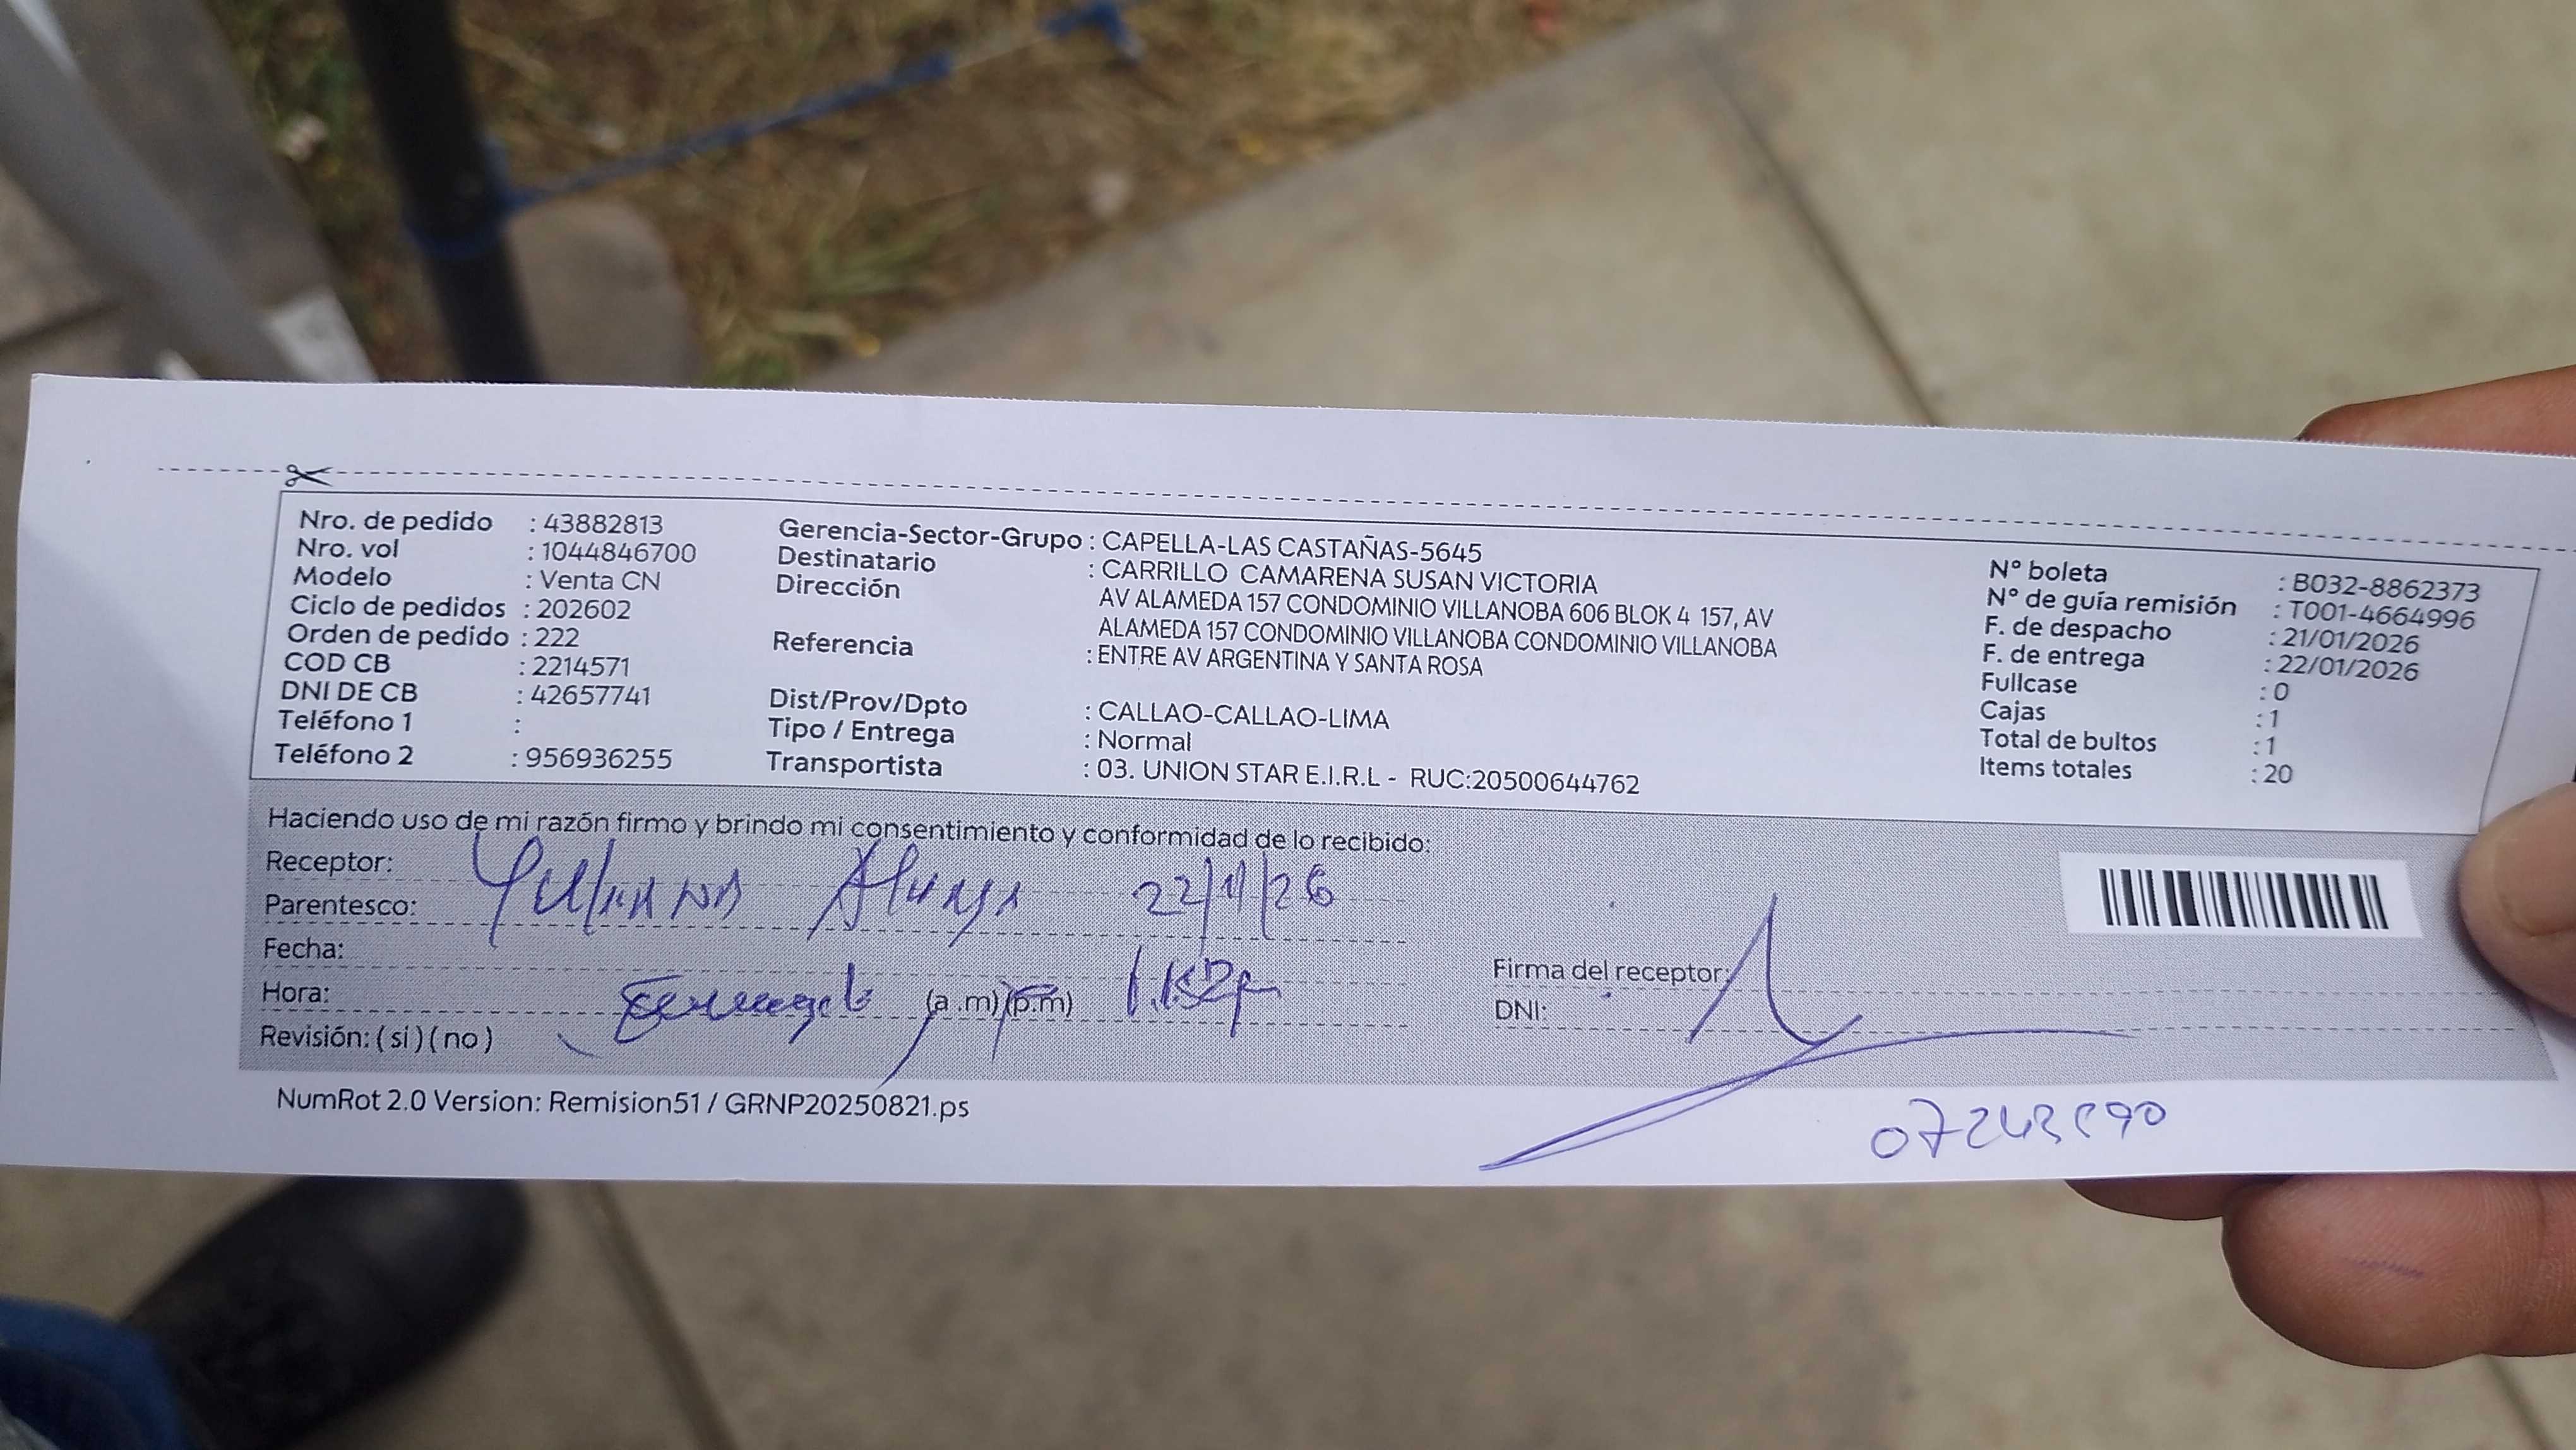 Nro. de pedido : 43882813
Nro. vol : 1044846700
Modelo : Venta CN
Ciclo de pedidos : 202602
Orden de pedido : 222
COD CB : 2214571
DNI DE CB : 42657741
Teléfono 1 :
Teléfono 2 : 956936255
Gerencia-Sector-Grupo : CAPELLA-LAS CASTAÑAS-5645
Destinatario : CARRILLO CAMARENA SUSAN VICTORIA
Dirección AV ALAMEDA 157 CONDOMINIO VILLANOBA 606 BLOK 4 157, AV
ALAMEDA 157 CONDOMINIO VILLANOBA CONDOMINIO VILLANOBA
Referencia : ENTRE AV ARGENTINA Y SANTA ROSA
Dist/Prov/Dpto : CALLAO-CALLAO-LIMA
Tipo / Entrega : Normal
Transportista : 03. UNION STAR E.I.R.L - RUC:20500644762
N° boleta : B032-8862373
N° de guía remisión : T001-4664996
F. de despacho : 21/01/2026
F. de entrega : 22/01/2026
Fullcase : 0
Cajas : 1
Total de bultos : 1
Items totales : 20
Haciendo uso de mi razón firmo y brindo mi consentimiento y conformidad de lo recibido:
Receptor:
Parentesco: 22/1/26
Fecha:
Hora: (a .m)(p.m)
Revisión: ( si ) ( no )
Firma del receptor:
DNI:
NumRot 2.0 Version: Remision51 / GRNP20250821.ps